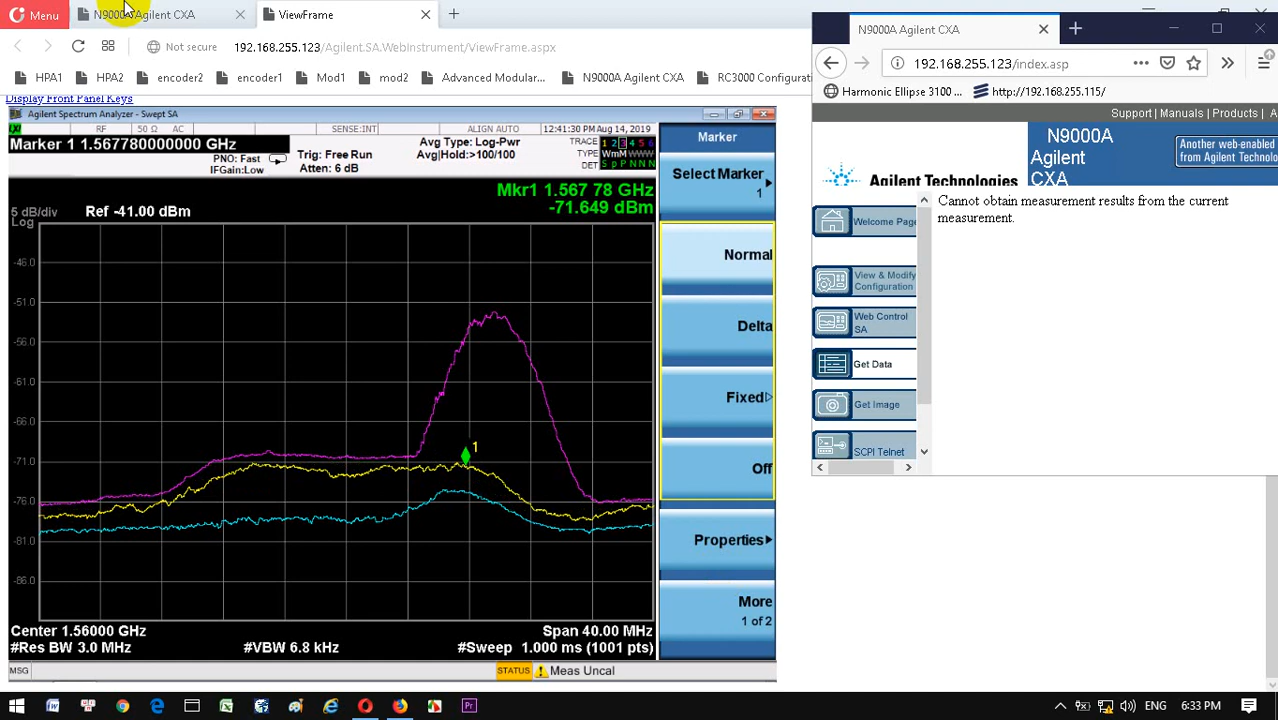 Menu
N9000A Agilent CXA
ViewFrame
N9000A Agilent CXA
Not secure
192.168.255.123/Agilent.SA.WebInstrument/ViewFrame.aspx
192.168.255.123/index.asp
HPA1
HPA2
encoder2
encoder1
Mod1
mod2
Advanced Modular...
N9000A Agilent CXA
RC3000 Configurat
Harmonic Ellipse 3100 ...
http://192.168.255.115/
Display Front Panel Keys
Support | Manuals | Products | A
Agilent Spectrum Analyzer - Swept SA
RF
50 Ω
AC
SENSE:INT
ALIGN AUTO
12:41:30 PM Aug 14, 2019
Marker 1 1.567780000000 GHz
PNO: Fast
IFGain:Low
Trig: Free Run
Atten: 6 dB
Avg Type: Log-Pwr
Avg|Hold:>100/100
TRACE 1 2 3 4 5 6
TYPE
DET
Mkr1 1.567 78 GHz
-71.649 dBm
5 dB/div
Log
Ref -41.00 dBm
-46.0
-51.0
-56.0
-61.0
-66.0
-71.0
-76.0
-81.0
-86.0
1
Center 1.56000 GHz
Span 40.00 MHz
#Res BW 3.0 MHz
#VBW 6.8 kHz
#Sweep 1.000 ms (1001 pts)
MSG
STATUS
Meas Uncal
Marker
Select Marker
1
Normal
Delta
Fixed
Off
Properties
More
1 of 2
Agilent Technologies
N9000A
Agilent
CXA
Another web-enabled
from Agilent Technolo
Welcome Page
View & Modify
Configuration
Web Control
SA
Get Data
Get Image
SCPI Telnet
Cannot obtain measurement results from the current
measurement.
ENG
6:33 PM